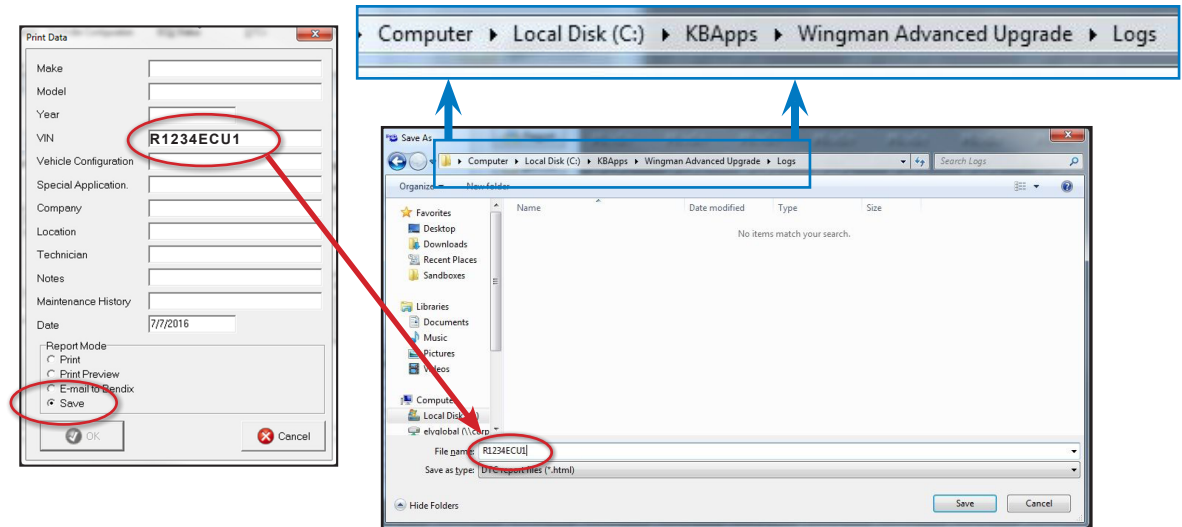 Print Data
Make
Model
Year
VIN R1234ECU1
Vehicle Configuration
Special Application.
Company
Location
Technician
Notes
Maintenance History
Date 7/7/2016
Report Mode
Print
Print Preview
E-mail to Bendix
Save
OK Cancel
Computer Local Disk (C:) KBApps Wingman Advanced Upgrade Logs
Save As
Computer Local Disk (C:) KBApps Wingman Advanced Upgrade Logs Search Logs
Organize New folder
Name Date modified Type Size
No items match your search.
Favorites
Desktop
Downloads
Recent Places
Sandboxes
Libraries
Documents
Music
Pictures
Videos
Computer
Local Disk
elyglobal (\\corp
File name: R1234ECU1
Save as type: DTC report files (*.html)
Hide Folders Save Cancel